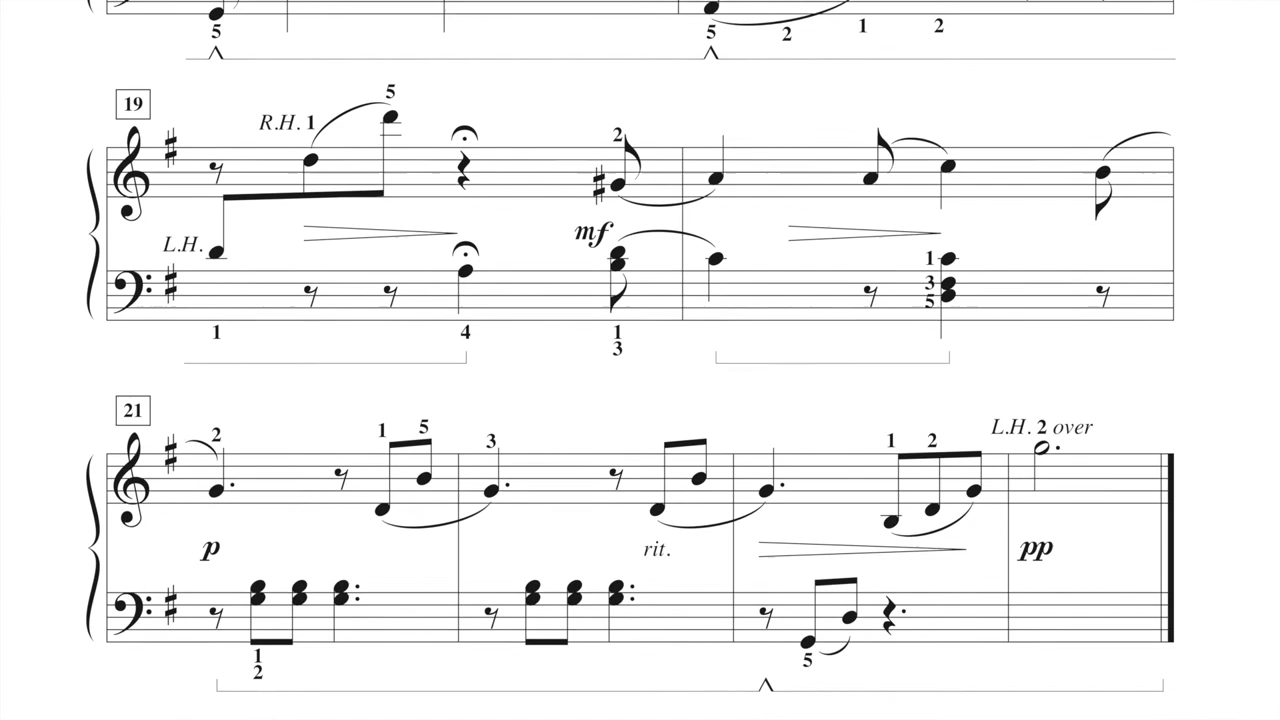 5 5 2 1 2
19
R.H. 1 5 2
mf
L.H.
1
3
5
1 4 1
3
21
2 1 5 3 1 2 L.H. 2 over
p rit. pp
1
2
5